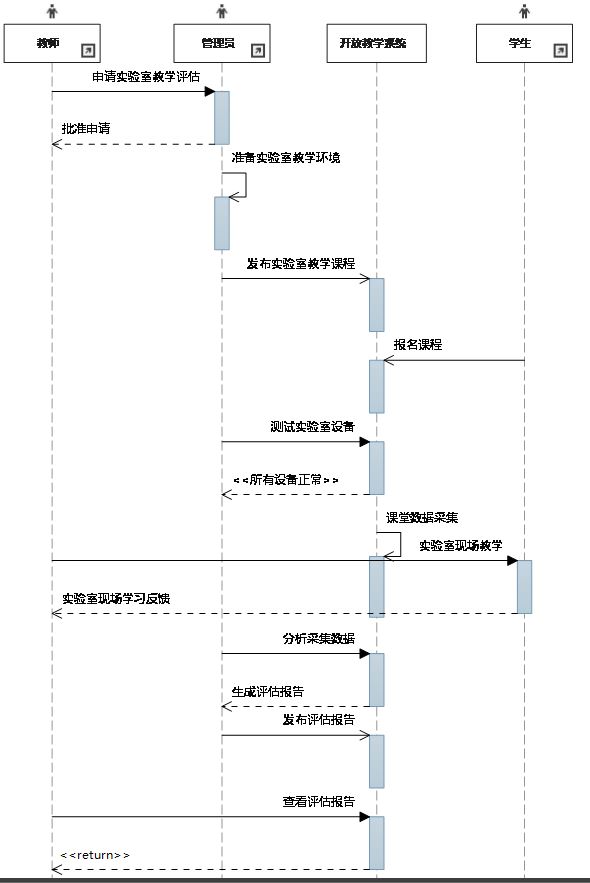 教师
管理员
开放教学系统
学生
申请实验室教学评估
批准申请
准备实验室教学环境
发布实验室教学课程
报名课程
测试实验室设备
<<所有设备正常>>
课堂数据采集
实验室现场教学
实验室现场学习反馈
分析采集数据
生成评估报告
发布评估报告
查看评估报告
<<return>>